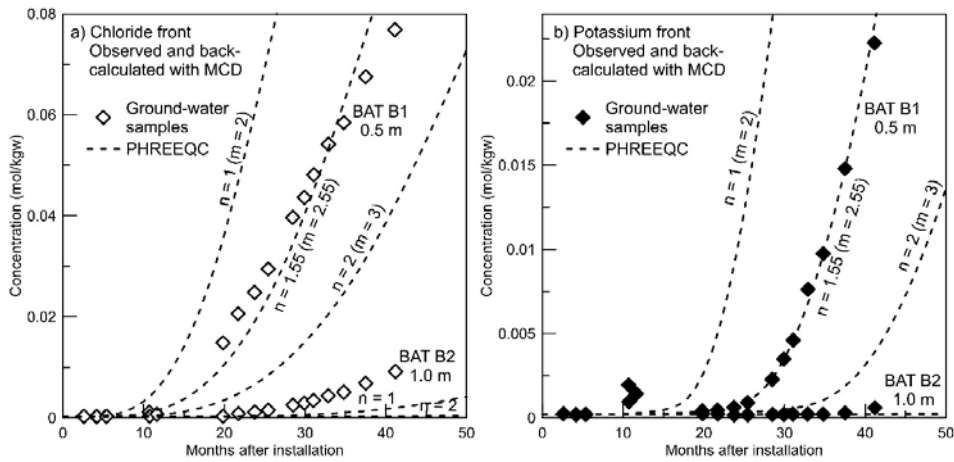 a) Chloride front
Observed and back-
calculated with MCD
Ground-water
samples
PHREEQC
BAT B1
0.5 m
n = 1 (m = 2)
n = 1.55 (m = 2.55)
n = 2 (m = 3)
BAT B2
1.0 m
n = 1
n = 2
0.08
0.06
0.04
0.02
0
Concentration (mol/kgw)
0 10 20 30 40 50
Months after installation
b) Potassium front
Observed and back-
calculated with MCD
Ground-water
samples
PHREEQC
BAT B1
0.5 m
n = 1 (m = 2)
n = 1.55 (m = 2.55)
n = 2 (m = 3)
BAT B2
1.0 m
0.02
0.015
0.01
0.005
0
Concentration (mol/kgw)
0 10 20 30 40 50
Months after installation